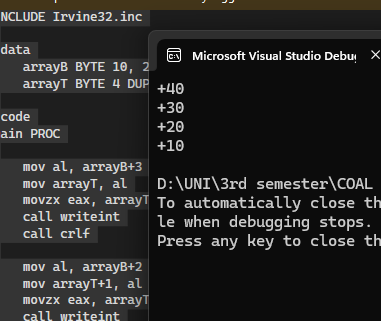 NCLUDE Irvine32.inc
data
arrayB BYTE 10, 2
arrayT BYTE 4 DUP
code
ain PROC
mov al, arrayB+3
mov arrayT, al
movzx eax, arrayT
call writeint
call crlf
mov al, arrayB+2
mov arrayT+1, al
movzx eax, arrayT
call writeint
Microsoft Visual Studio Debug
+40
+30
+20
+10
D:\UNI\3rd semester\COAL
To automatically close th
le when debugging stops.
Press any key to close th